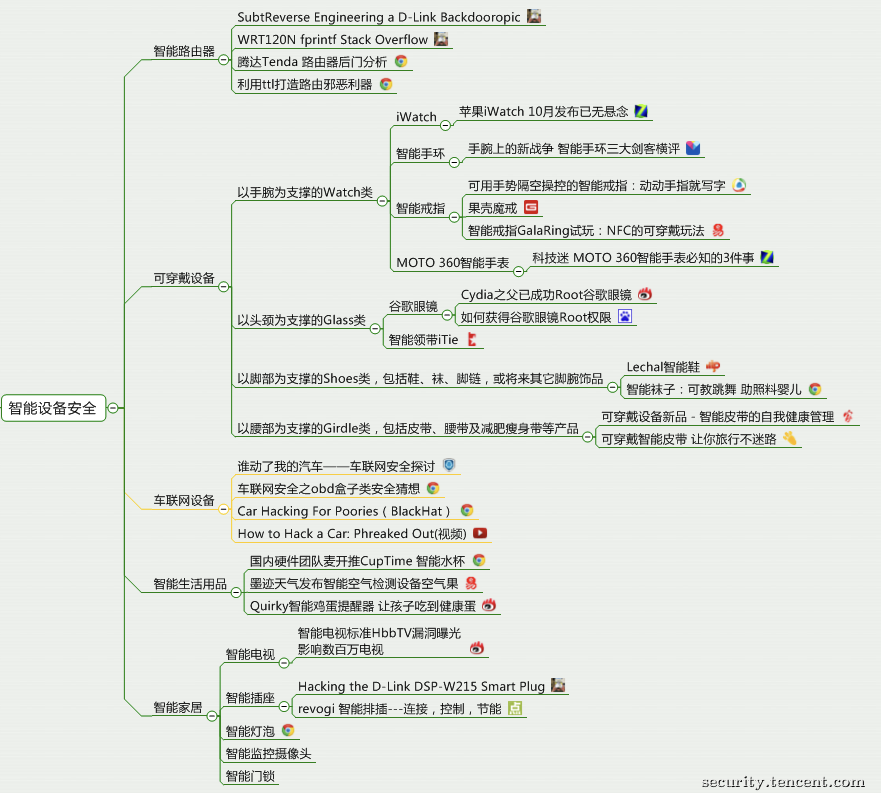 智能设备安全
智能路由器
SubtReverse Engineering a D-Link Backdooropic
WRT120N fprintf Stack Overflow
腾达Tenda 路由器后门分析
利用ttl打造路由邪恶利器
可穿戴设备
以手腕为支撑的Watch类
iWatch
苹果iWatch 10月发布已无悬念
智能手环
手腕上的新战争 智能手环三大剑客横评
智能戒指
可用手势隔空操控的智能戒指：动动手指就写字
果壳魔戒
智能戒指GalaRing试玩：NFC的可穿戴玩法
MOTO 360智能手表
科技迷 MOTO 360智能手表必知的3件事
以头颈为支撑的Glass类
谷歌眼镜
Cydia之父已成功Root谷歌眼镜
如何获得谷歌眼镜Root权限
智能领带iTie
以脚部为支撑的Shoes类，包括鞋、袜、脚链，或将来其它脚腕饰品
Lechal智能鞋
智能袜子：可教跳舞 助照料婴儿
以腰部为支撑的Girdle类，包括皮带、腰带及减肥瘦身带等产品
可穿戴设备新品 - 智能皮带的自我健康管理
可穿戴智能皮带 让你旅行不迷路
车联网设备
谁动了我的汽车——车联网安全探讨
车联网安全之obd盒子类安全猜想
Car Hacking For Poories（BlackHat）
How to Hack a Car: Phreaked Out(视频)
智能生活用品
国内硬件团队麦开推CupTime 智能水杯
墨迹天气发布智能空气检测设备空气果
Quirky智能鸡蛋提醒器 让孩子吃到健康蛋
智能家居
智能电视
智能电视标准HbbTV漏洞曝光
影响数百万电视
智能插座
Hacking the D-Link DSP-W215 Smart Plug
revogi 智能排插---连接，控制，节能
点
智能灯泡
智能监控摄像头
智能门锁
security.tencent.com